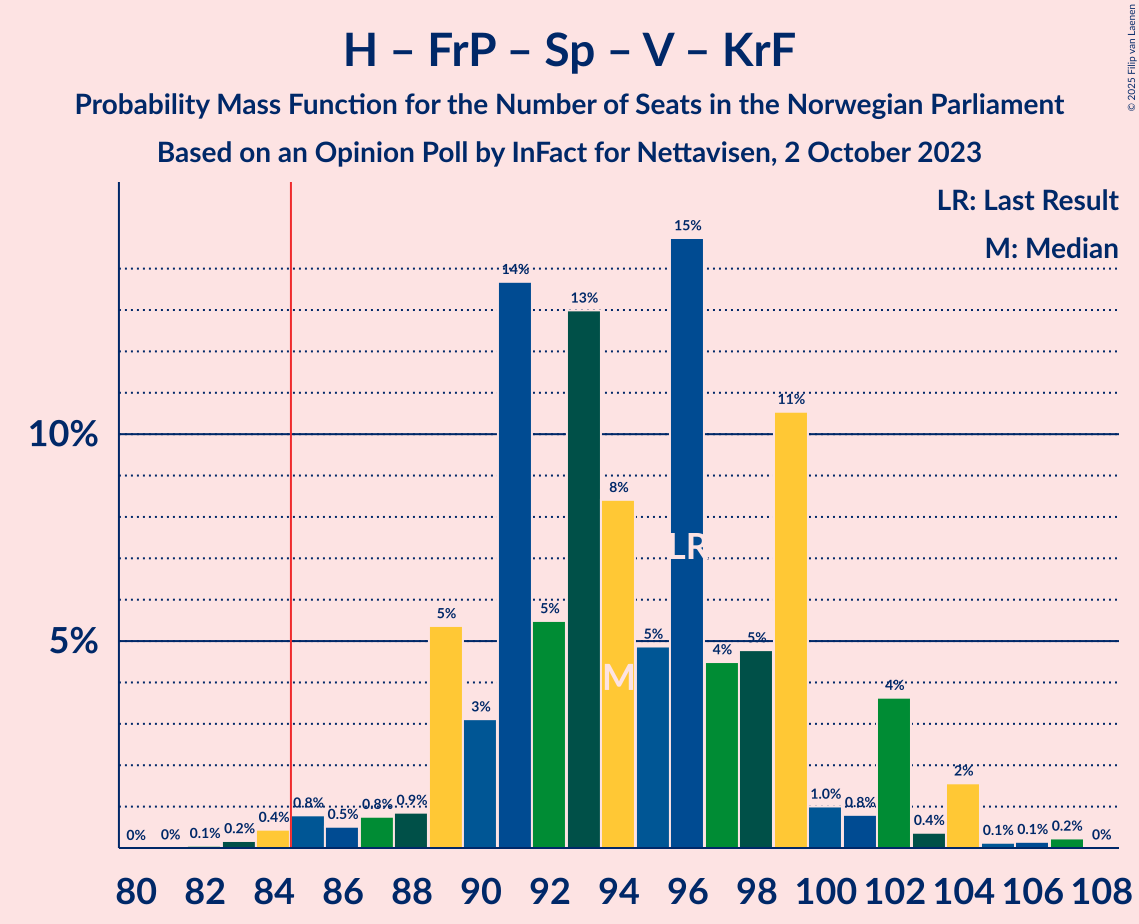 H – FrP – Sp – V – KrF
Probability Mass Function for the Number of Seats in the Norwegian Parliament
Based on an Opinion Poll by InFact for Nettavisen, 2 October 2023
© 2025 Filip van Laenen
LR: Last Result
M: Median
10%
5%
0% 0% 0.1% 0.2% 0.4% 0.8% 0.5% 0.8% 0.9% 5% 3% 14% 5% 13% 8% 5% 15% 4% 5% 11% 1.0% 0.8% 4% 0.4% 2% 0.1% 0.1% 0.2% 0%
LR
M
80 82 84 86 88 90 92 94 96 98 100 102 104 106 108